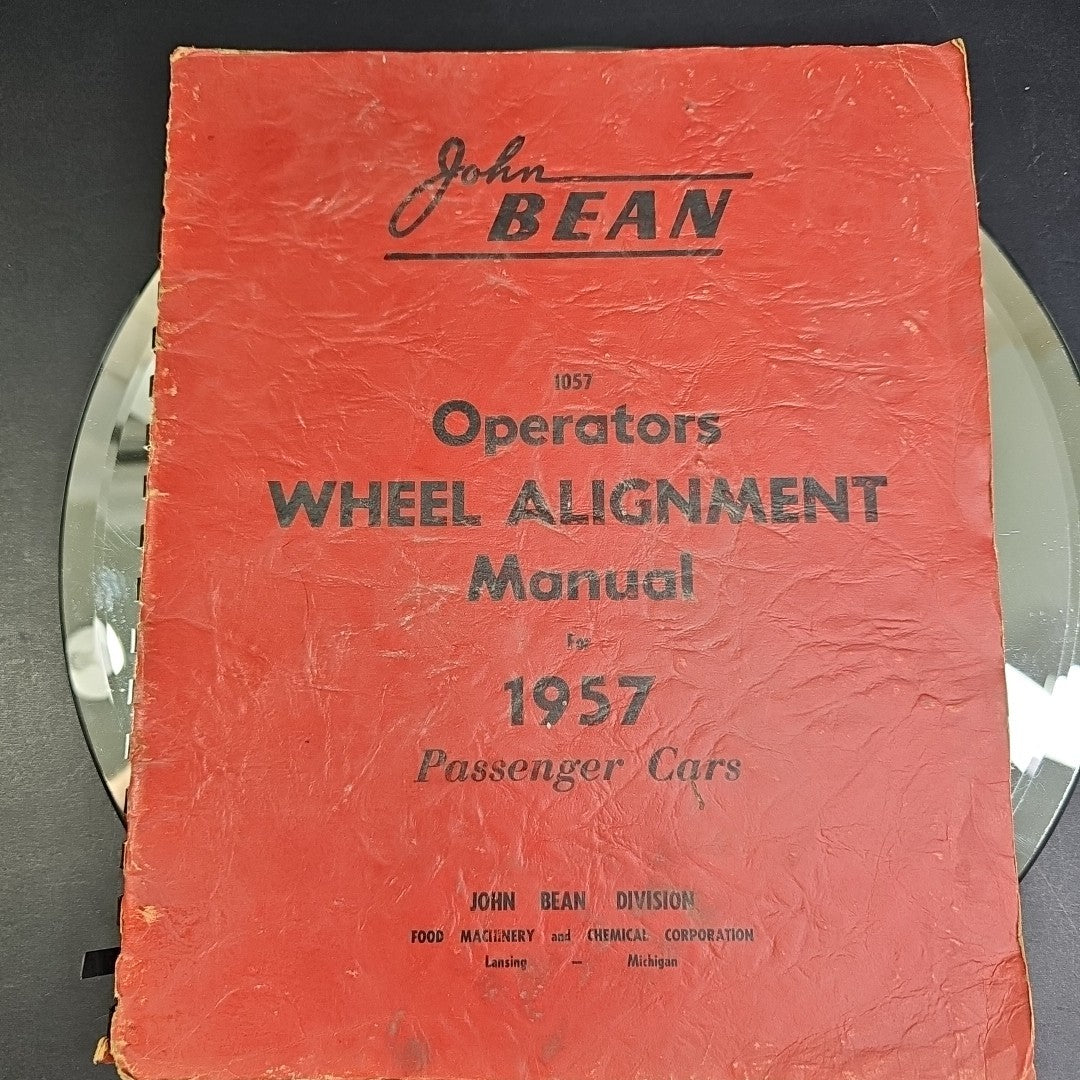 John
BEAN
1057
Operators
WHEEL ALIGNMENT
Manual
For
1957
Passenger Cars
JOHN BEAN DIVISION
FOOD MACHINERY and CHEMICAL CORPORATION
Lansing — Michigan